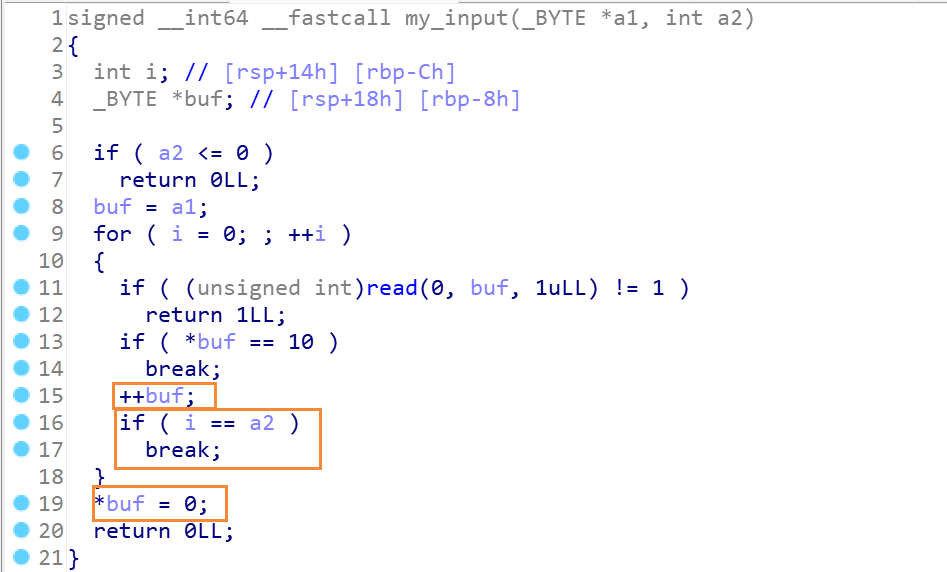 1 signed __int64 __fastcall my_input(_BYTE *a1, int a2)
2 {
3 int i; // [rsp+14h] [rbp-Ch]
4 _BYTE *buf; // [rsp+18h] [rbp-8h]
5
6 if ( a2 <= 0 )
7 return 0LL;
8 buf = a1;
9 for ( i = 0; ; ++i )
10 {
11 if ( (unsigned int)read(0, buf, 1uLL) != 1 )
12 return 1LL;
13 if ( *buf == 10 )
14 break;
15 ++buf;
16 if ( i == a2 )
17 break;
18 }
19 *buf = 0;
20 return 0LL;
21 }